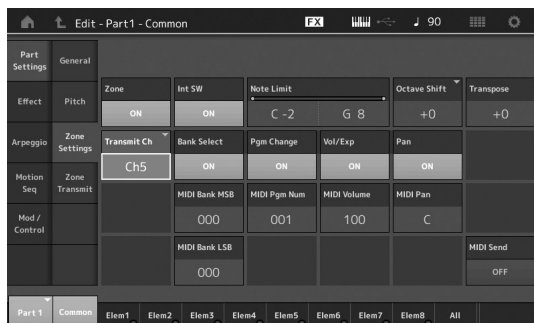 Edit - Part1 - Common FX 90
Part Settings
General
Zone Int SW Note Limit Octave Shift Transpose
ON ON C -2 G 8 +0 +0
Effect
Pitch
Arpeggio
Zone Settings
Transmit Ch Bank Select Pgm Change Vol/Exp Pan
Ch5 ON ON ON ON
Motion Seq
Zone Transmit
MIDI Bank MSB MIDI Pgm Num MIDI Volume MIDI Pan
000 001 100 C
Mod / Control
MIDI Bank LSB MIDI Send
000 OFF
Part 1 Common Elem1 Elem2 Elem3 Elem4 Elem5 Elem6 Elem7 Elem8 All